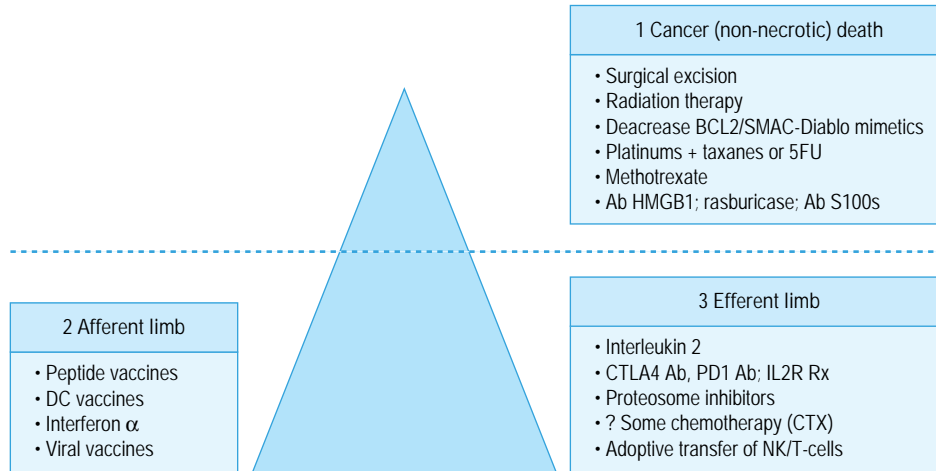 1 Cancer (non-necrotic) death
• Surgical excision
• Radiation therapy
• Deacrease BCL2/SMAC-Diablo mimetics
• Platinums + taxanes or 5FU
• Methotrexate
• Ab HMGB1; rasburicase; Ab S100s
2 Afferent limb
• Peptide vaccines
• DC vaccines
• Interferon α
• Viral vaccines
3 Efferent limb
• Interleukin 2
• CTLA4 Ab, PD1 Ab; IL2R Rx
• Proteosome inhibitors
• ? Some chemotherapy (CTX)
• Adoptive transfer of NK/T-cells